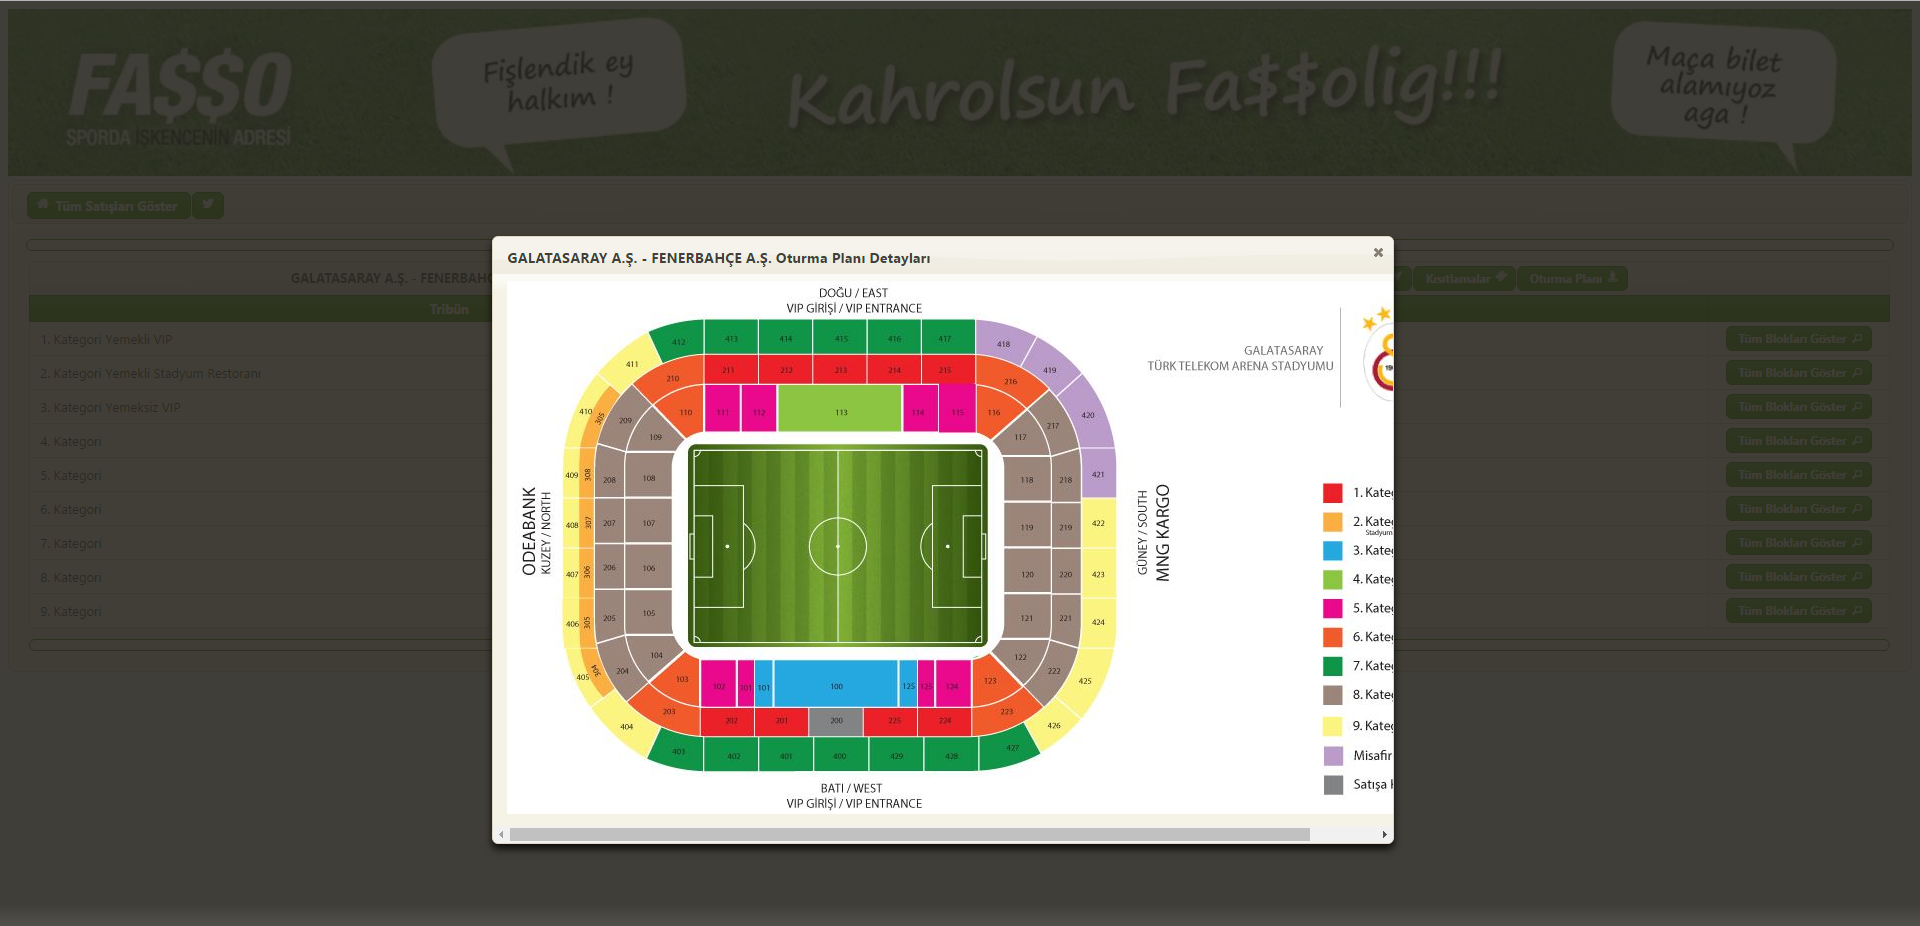 FA$$O
SPORDA İŞKENCENİN ADRESİ
Fişlendik ey
halkım !
Kahrolsun Fa$$olig!!!
Maça bilet
alamıyoz
aga !
Tüm Satışları Göster
GALATASARAY A.Ş. - FENERBAHÇE A.Ş. Oturma Planı Detayları
GALATASARAY A.Ş. - FENERBAHÇ
Kısıtlamalar
Oturma Planı
Tribün
1. Kategori Yemekli VIP
Tüm Blokları Göster
2. Kategori Yemekli Stadyum Restoranı
Tüm Blokları Göster
3. Kategori Yemeksiz VIP
Tüm Blokları Göster
4. Kategori
Tüm Blokları Göster
5. Kategori
Tüm Blokları Göster
6. Kategori
Tüm Blokları Göster
7. Kategori
Tüm Blokları Göster
8. Kategori
Tüm Blokları Göster
9. Kategori
Tüm Blokları Göster
DOĞU / EAST
VIP GİRİŞİ / VIP ENTRANCE
412 413 414 415 416 417 418
411 210 211 212 213 214 215 216 419
410 305 209 110 111 112 113 114 115 116 217 420
109 117
409 308 208 108 118 218 421
408 307 207 107 119 219 422
407 306 206 106 120 220 423
406 305 205 105 121 221 424
104 122
405 304 204 103 102 101 101 100 125 125 124 123 222 425
404 203 202 201 200 225 224 223 426
403 402 401 400 429 428 427
ODEABANK
KUZEY / NORTH
GÜNEY / SOUTH
MNG KARGO
BATI / WEST
VIP GİRİŞİ / VIP ENTRANCE
GALATASARAY
TÜRK TELEKOM ARENA STADYUMU
1. Kateg
2. Kateg
Stadyum
3. Kateg
4. Kateg
5. Kateg
6. Kateg
7. Kateg
8. Kateg
9. Kateg
Misafir
Satışa